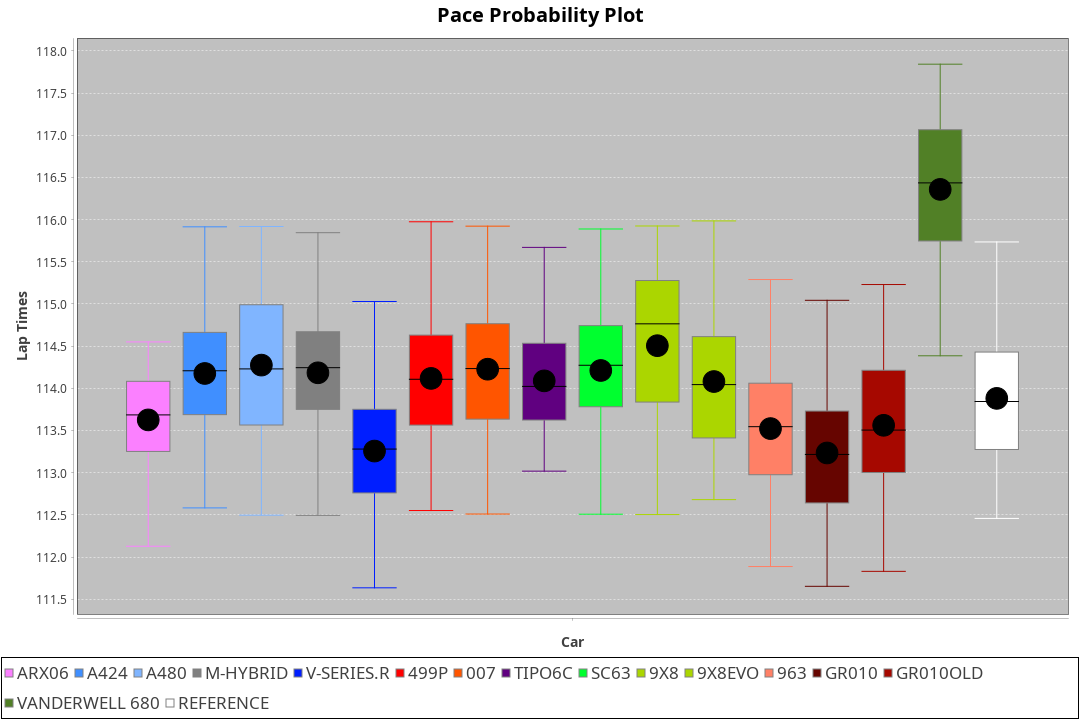 Pace Probability Plot
118.0
117.5
117.0
116.5
116.0
115.5
115.0
114.5
114.0
113.5
113.0
112.5
112.0
111.5
Lap Times
Car
ARX06 A424 A480 M-HYBRID V-SERIES.R 499P 007 TIPO6C SC63 9X8 9X8EVO 963 GR010 GR010OLD
VANDERWELL 680 REFERENCE